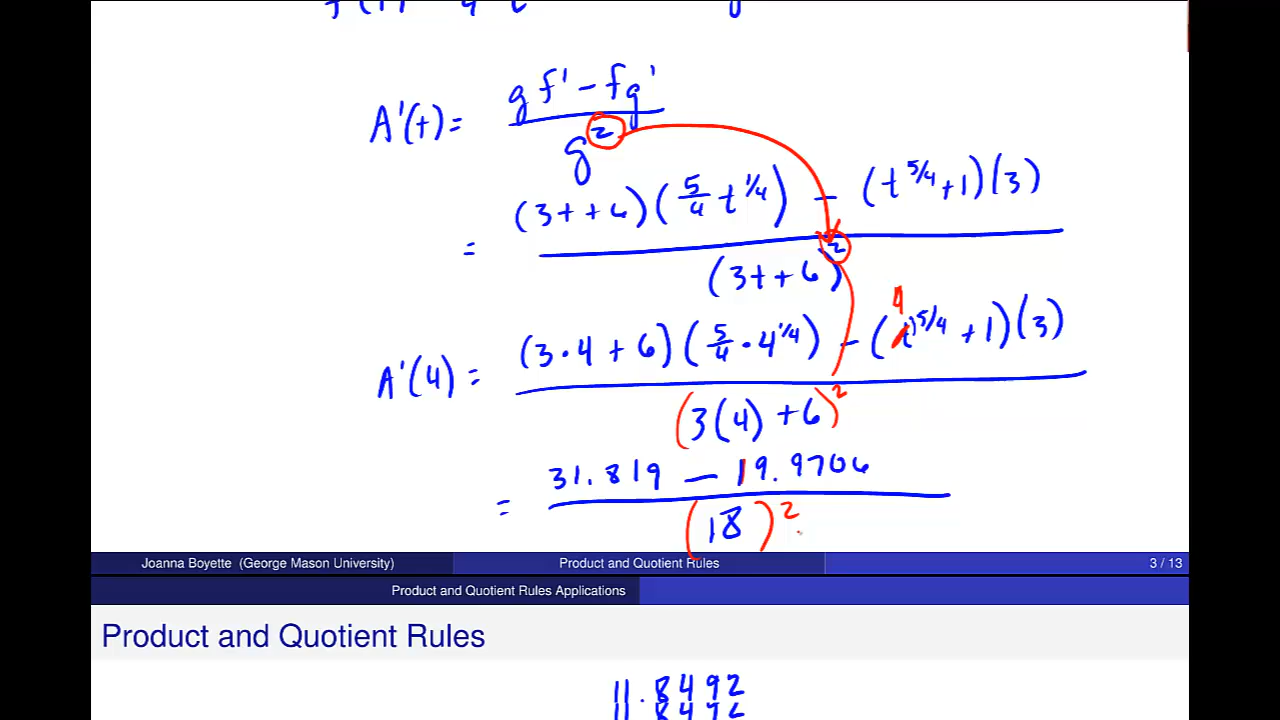 A'(t) = (g f' - f g') / g^2
= ((3t + 6)(5/4 t^1/4) - (t^5/4 + 1)(3)) / (3t + 6)^2
A'(4) = ((3 · 4 + 6)(5/4 · 4^1/4) - (4)^5/4 + 1)(3)) / (3(4) + 6)^2
= (31.819 - 19.9706) / (18)^2
Joanna Boyette (George Mason University) Product and Quotient Rules 3 / 13
Product and Quotient Rules Applications
Product and Quotient Rules
11.8492